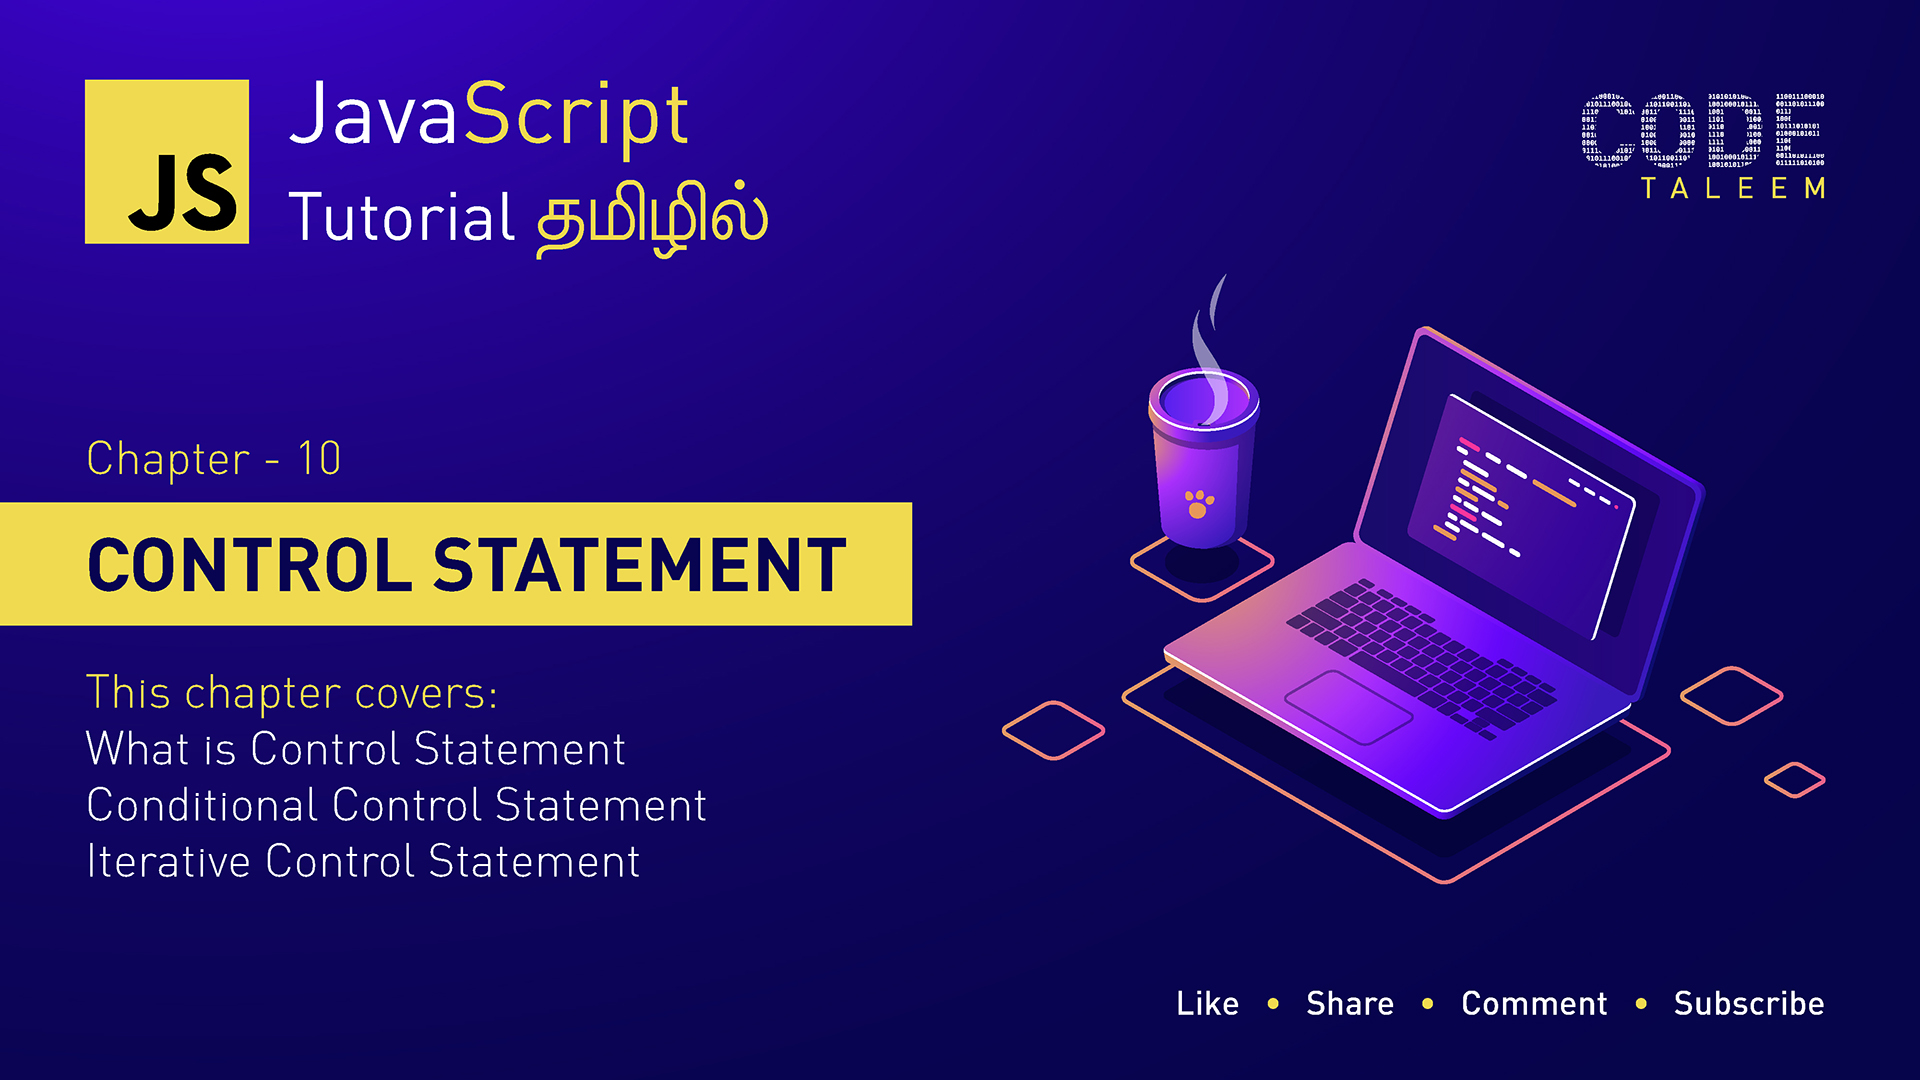 JS
JavaScript
Tutorial தமிழில்
CODE
TALEEM
Chapter - 10
CONTROL STATEMENT
This chapter covers:
What is Control Statement
Conditional Control Statement
Iterative Control Statement
Like • Share • Comment • Subscribe